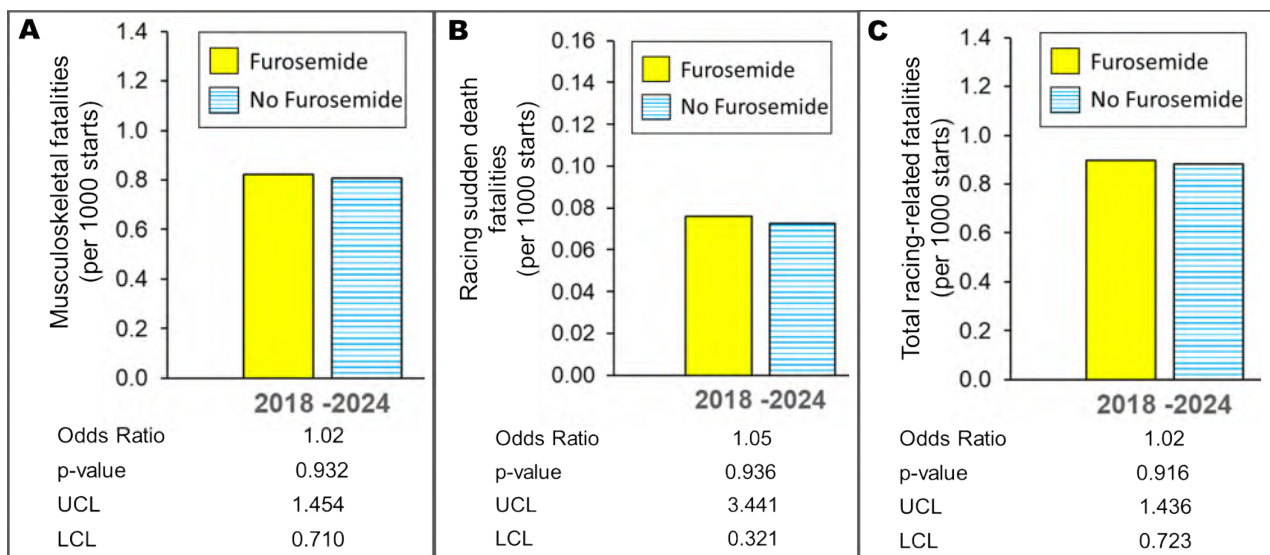 A
Musculoskeletal fatalities
(per 1000 starts)
1.4
1.2
1.0
0.8
0.6
0.4
0.2
0.0
Furosemide
No Furosemide
2018 -2024
Odds Ratio 1.02
p-value 0.932
UCL 1.454
LCL 0.710
B
Racing sudden death
fatalities
(per 1000 starts)
0.16
0.14
0.12
0.10
0.08
0.06
0.04
0.02
0.00
Furosemide
No Furosemide
2018 -2024
Odds Ratio 1.05
p-value 0.936
UCL 3.441
LCL 0.321
C
Total racing-related fatalities
(per 1000 starts)
1.4
1.2
1.0
0.8
0.6
0.4
0.2
0.0
Furosemide
No Furosemide
2018 -2024
Odds Ratio 1.02
p-value 0.916
UCL 1.436
LCL 0.723